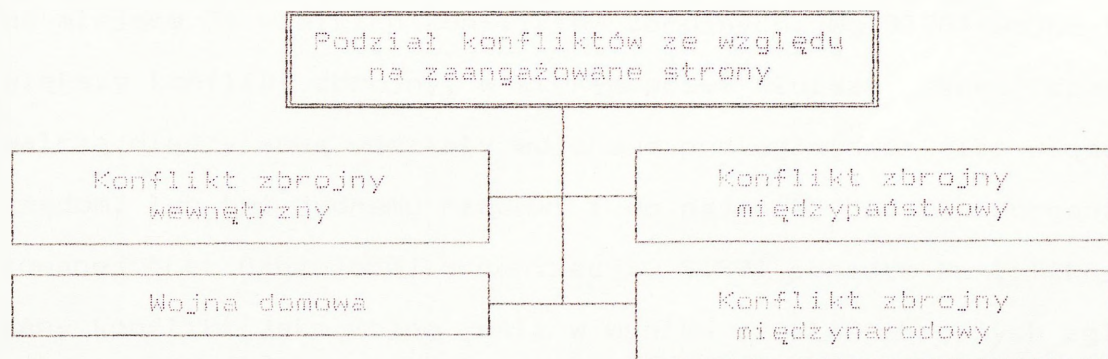 Podział konfliktów ze względu
na zaangażowane strony
Konflikt zbrojny
wewnętrzny
Konflikt zbrojny
międzypaństwowy
Wojna domowa
Konflikt zbrojny
międzynarodowy